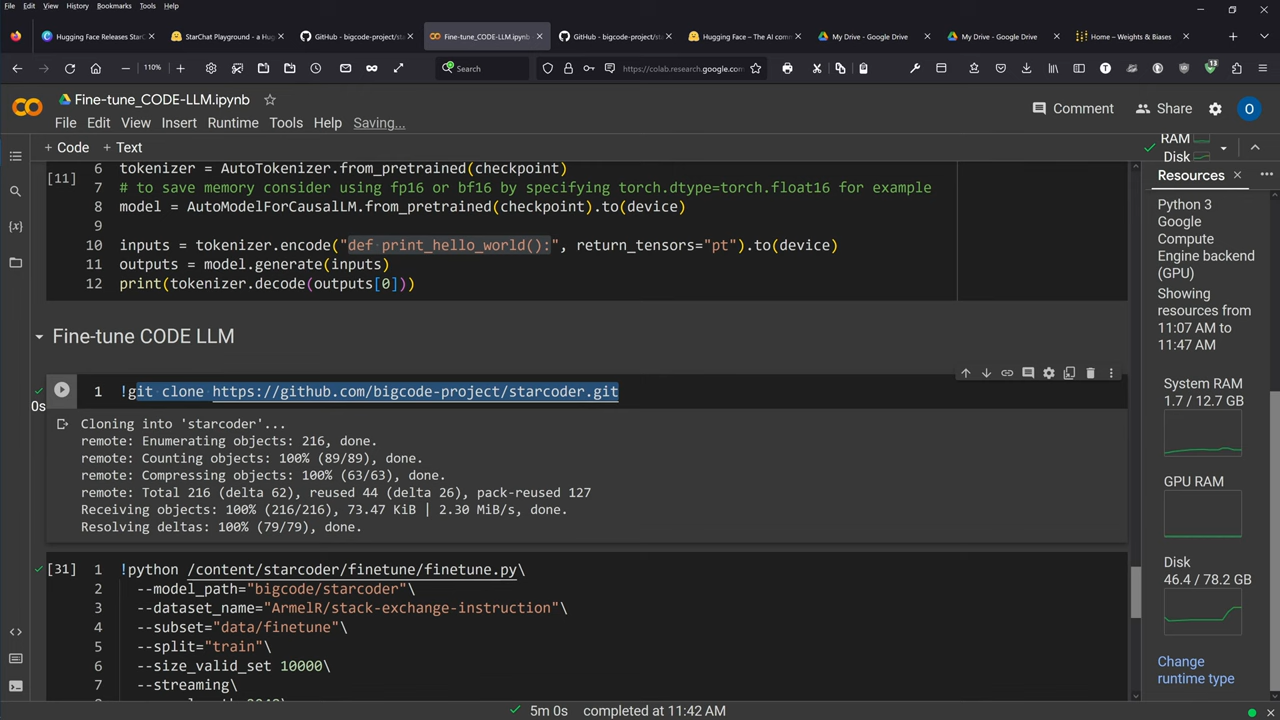 File Edit View History Bookmarks Tools Help
Hugging Face Releases StarC
StarChat Playground - a Hug
GitHub - bigcode-project/sta
Fine-tune_CODE-LLM.ipynb
GitHub - bigcode-project/sta
Hugging Face – The AI com
My Drive - Google Drive
My Drive - Google Drive
Home – Weights & Biases
110%
Search
https://colab.research.google.com
13
Fine-tune_CODE-LLM.ipynb
Comment
Share
O
File Edit View Insert Runtime Tools Help Saving...
+ Code + Text
RAM
Disk
[11]
6 tokenizer = AutoTokenizer.from_pretrained(checkpoint)
7 # to save memory consider using fp16 or bf16 by specifying torch.dtype=torch.float16 for example
8 model = AutoModelForCausalLM.from_pretrained(checkpoint).to(device)
9
10 inputs = tokenizer.encode("def print_hello_world():", return_tensors="pt").to(device)
11 outputs = model.generate(inputs)
12 print(tokenizer.decode(outputs[0]))
Fine-tune CODE LLM
0s
1 !git clone https://github.com/bigcode-project/starcoder.git
Cloning into 'starcoder'...
remote: Enumerating objects: 216, done.
remote: Counting objects: 100% (89/89), done.
remote: Compressing objects: 100% (63/63), done.
remote: Total 216 (delta 62), reused 44 (delta 26), pack-reused 127
Receiving objects: 100% (216/216), 73.47 KiB | 2.30 MiB/s, done.
Resolving deltas: 100% (79/79), done.
[31] 1 !python /content/starcoder/finetune/finetune.py\
2 --model_path="bigcode/starcoder"\
3 --dataset_name="ArmelR/stack-exchange-instruction"\
4 --subset="data/finetune"\
5 --split="train"\
6 --size_valid_set 10000\
7 --streaming\
Resources
Python 3
Google
Compute
Engine backend
(GPU)
Showing
resources from
11:07 AM to
11:47 AM
System RAM
1.7 / 12.7 GB
GPU RAM
Disk
46.4 / 78.2 GB
Change
runtime type
5m 0s completed at 11:42 AM